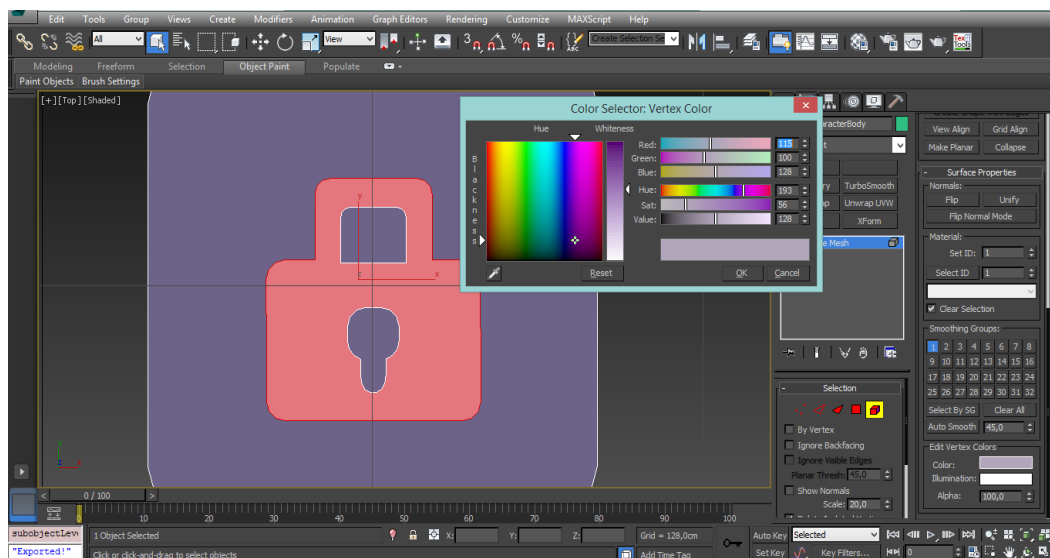 Edit Tools Group Views Create Modifiers Animation Graph Editors Rendering Customize MAXScript Help
All View 3 Create Selection Se Tex Tools
Modeling Freeform Selection Object Paint Populate
Paint Objects Brush Settings
[+] [Top] [Shaded]
Color Selector: Vertex Color
Hue Whiteness
Blackness
Red: 115
Green: 100
Blue: 128
Hue: 193
Sat: 56
Value: 128
Reset OK Cancel
y
x
z
aracterBody
TurboSmooth
Unwrap UVW
XForm
e Mesh
View Align Grid Align
Make Planar Collapse
- Surface Properties
Normals:
Flip Unify
Flip Normal Mode
Material:
Set ID: 1
Select ID 1
Clear Selection
Smoothing Groups:
1 2 3 4 5 6 7 8
9 10 11 12 13 14 15 16
17 18 19 20 21 22 23 24
25 26 27 28 29 30 31 32
Select By SG Clear All
Auto Smooth 45,0
Edit Vertex Colors
Color:
Illumination:
Alpha: 100,0
- Selection
By Vertex
Ignore Backfacing
Ignore Visible Edges
Planar Thresh: 45,0
Show Normals
Scale: 20,0
< 0 / 100 >
0 10 20 30 40 50 60 70 80 90 100
subobjectLeve 1 Object Selected X: Y: Z: Grid = 128,0cm Auto Key Selected
"Exported!" Click or click-and-drag to select objects Add Time Tag Set Key Key Filters... 0